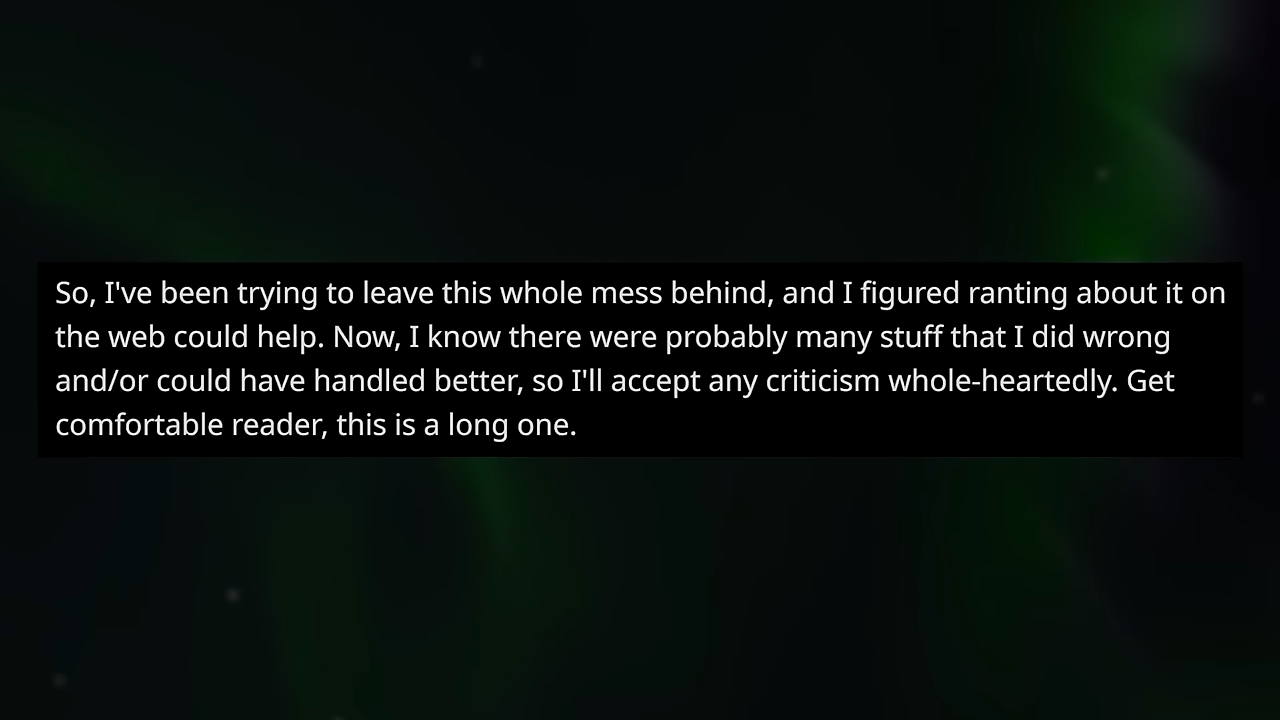 So, I've been trying to leave this whole mess behind, and I figured ranting about it on
the web could help. Now, I know there were probably many stuff that I did wrong
and/or could have handled better, so I'll accept any criticism whole-heartedly. Get
comfortable reader, this is a long one.